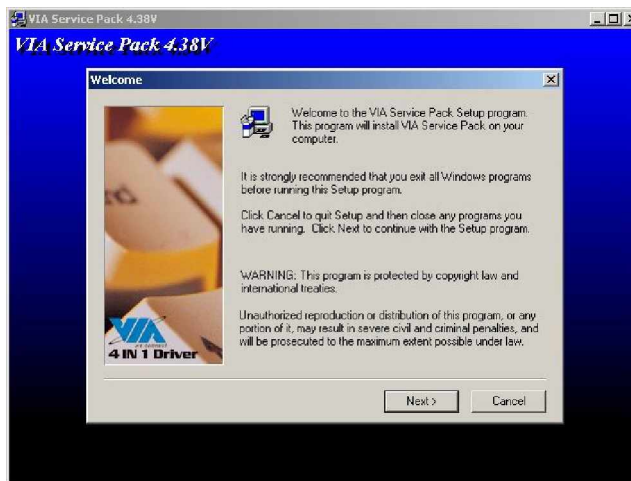 VIA Service Pack 4.38V
VIA Service Pack 4.38V
Welcome
Welcome to the VIA Service Pack Setup program.
This program will install VIA Service Pack on your
computer.
It is strongly recommended that you exit all Windows programs
before running this Setup program.
Click Cancel to quit Setup and then close any programs you
have running. Click Next to continue with the Setup program.
WARNING: This program is protected by copyright law and
international treaties.
Unauthorized reproduction or distribution of this program, or any
portion of it, may result in severe civil and criminal penalties, and
will be prosecuted to the maximum extent possible under law.
VIA
4 IN 1 Driver
Next >
Cancel